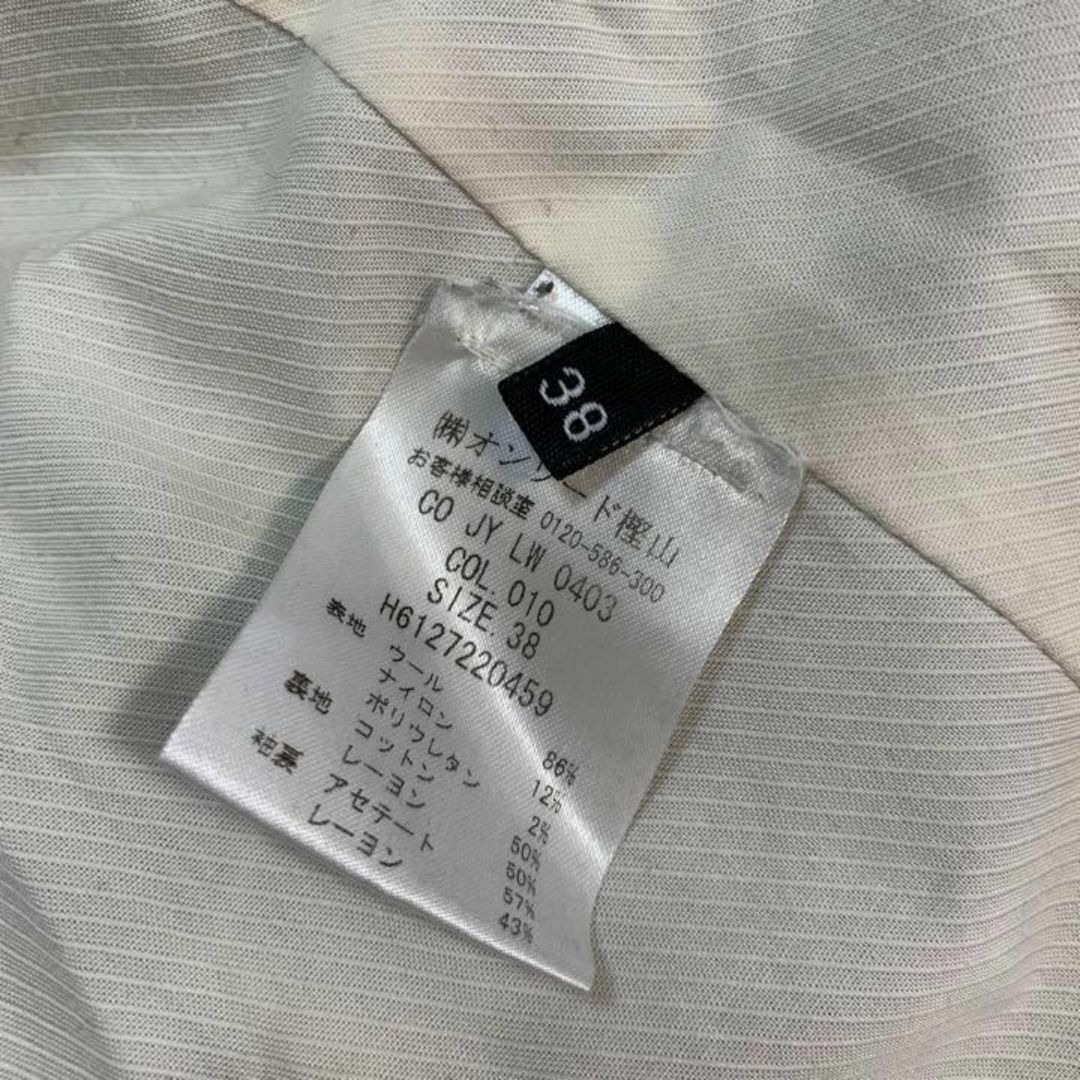 38
㈱オンワード樫山
お客様相談室 0120-586-300
CO JY LW 0403
COL. 010
SIZE. 38
H6127220459
表地 ウール 86%
ナイロン 12%
ポリウレタン 2%
裏地 コットン 50%
レーヨン 50%
袖裏 アセテート 57%
レーヨン 43%